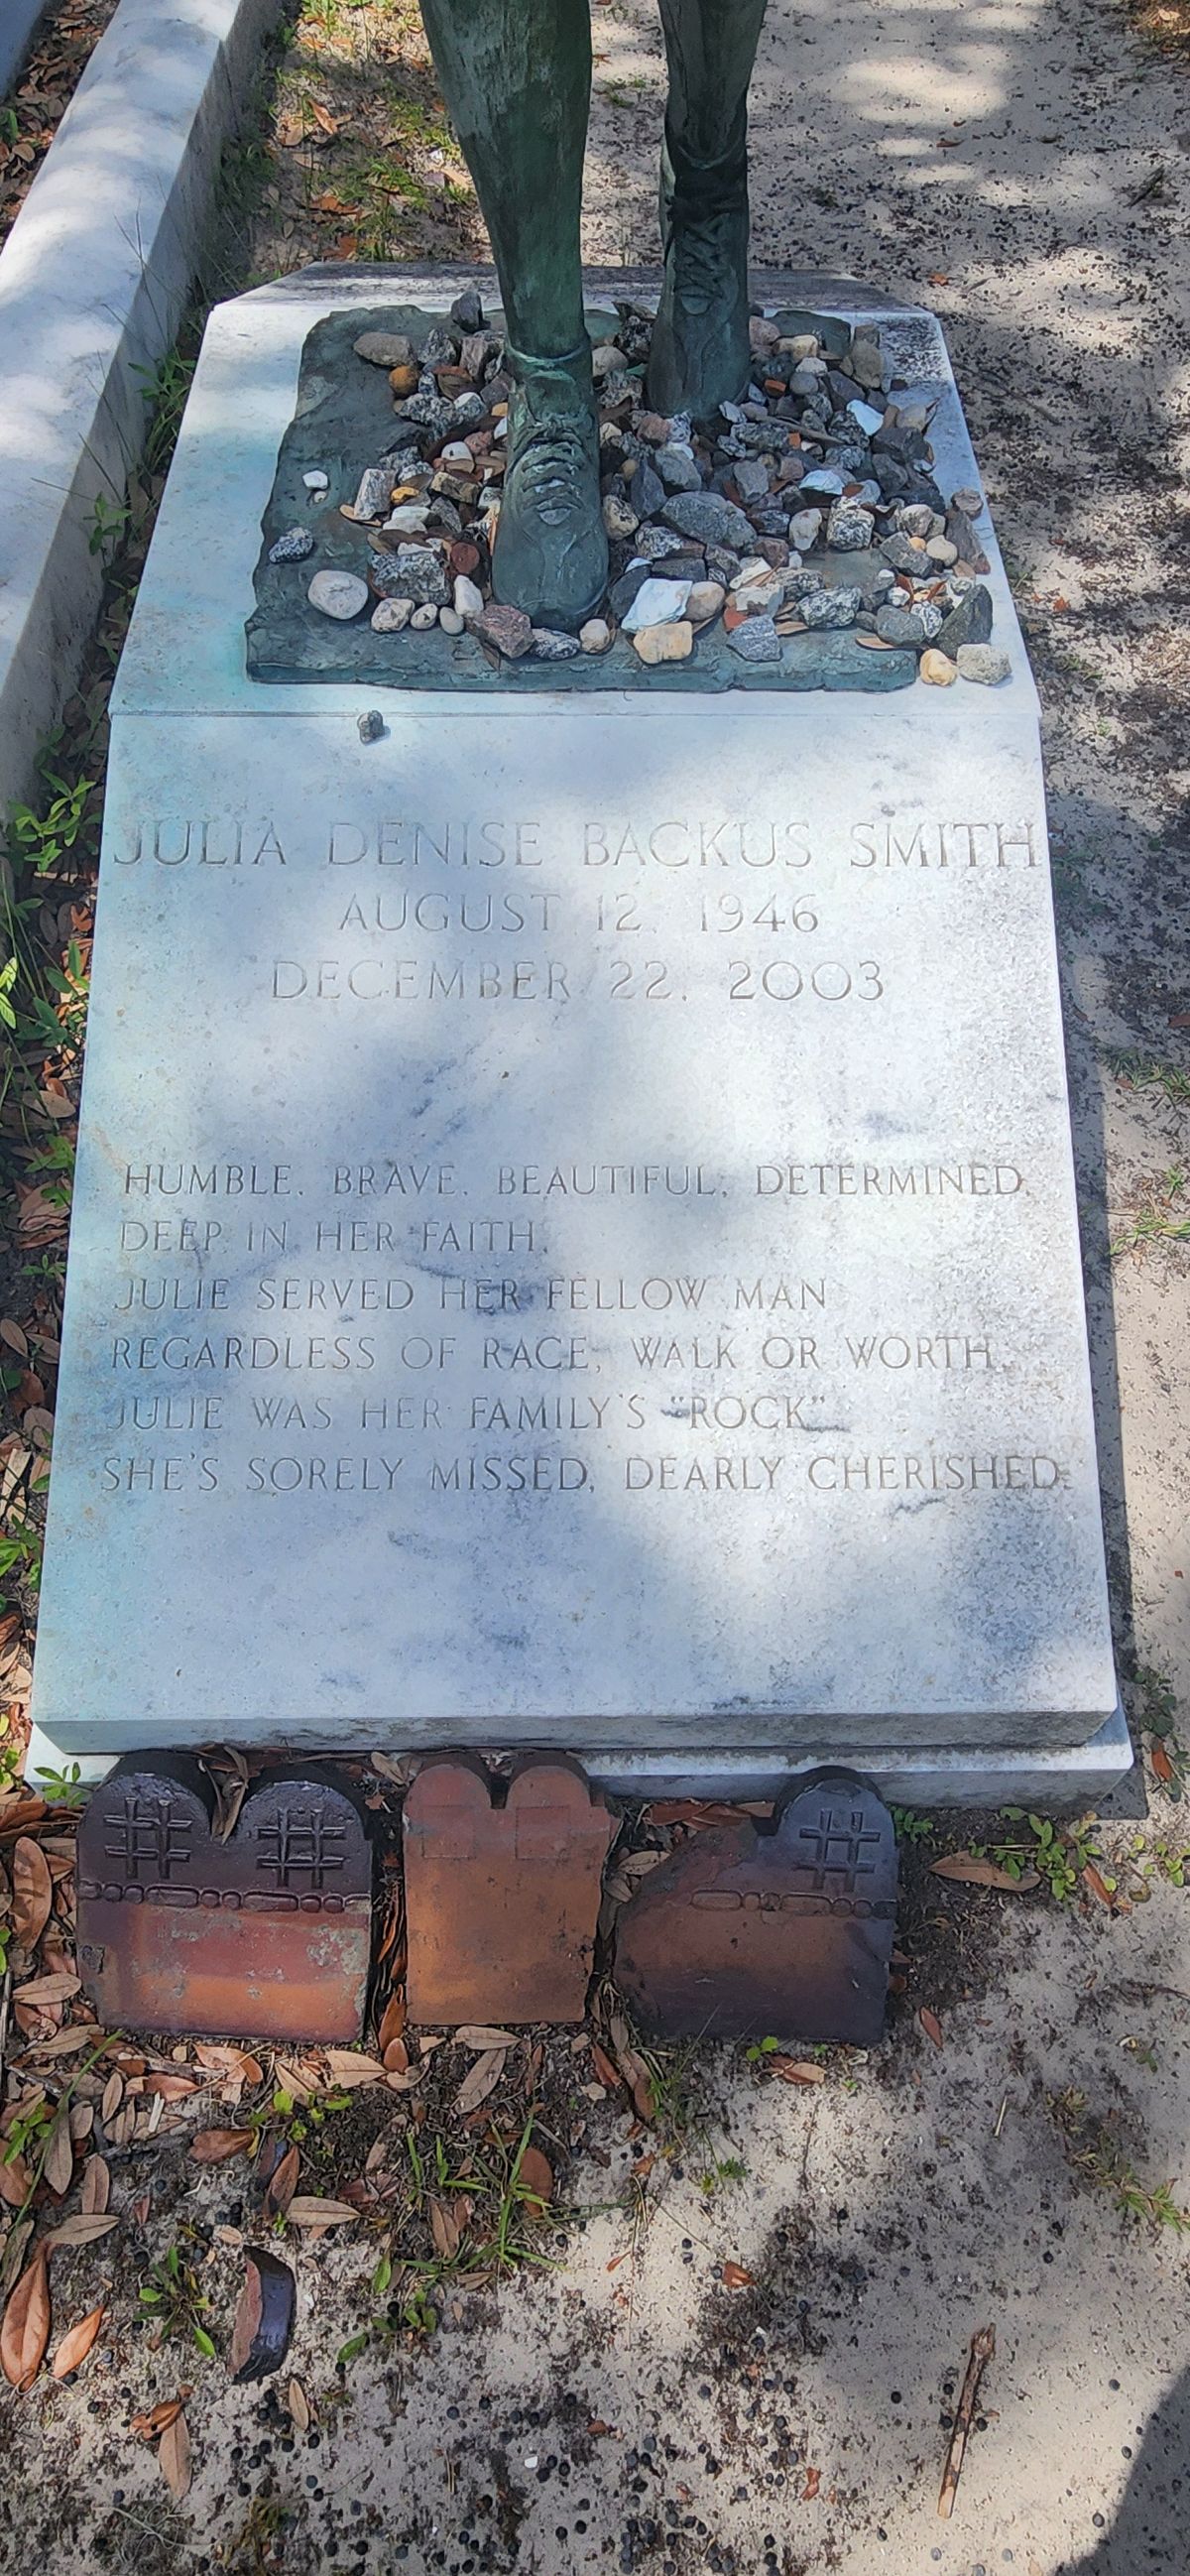 JULIA DENISE BACKUS SMITH
AUGUST 12, 1946
DECEMBER 22, 2003
HUMBLE, BRAVE, BEAUTIFUL, DETERMINED,
DEEP IN HER FAITH,
JULIE SERVED HER FELLOW MAN
REGARDLESS OF RACE, WALK OR WORTH.
JULIE WAS HER FAMILY'S "ROCK"
SHE'S SORELY MISSED, DEARLY CHERISHED.